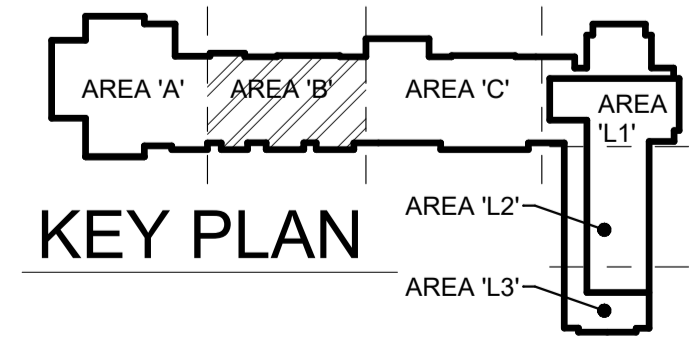 AREA 'A'
AREA 'B'
AREA 'C'
AREA
'L1'
AREA 'L2'
KEY PLAN
AREA 'L3'